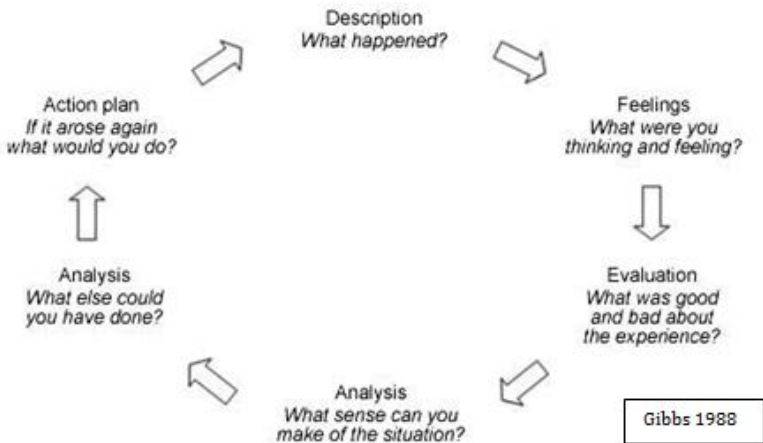 Description
What happened?
Feelings
What were you
thinking and feeling?
Evaluation
What was good
and bad about
the experience?
Analysis
What sense can you
make of the situation?
Analysis
What else could
you have done?
Action plan
If it arose again
what would you do?
Gibbs 1988